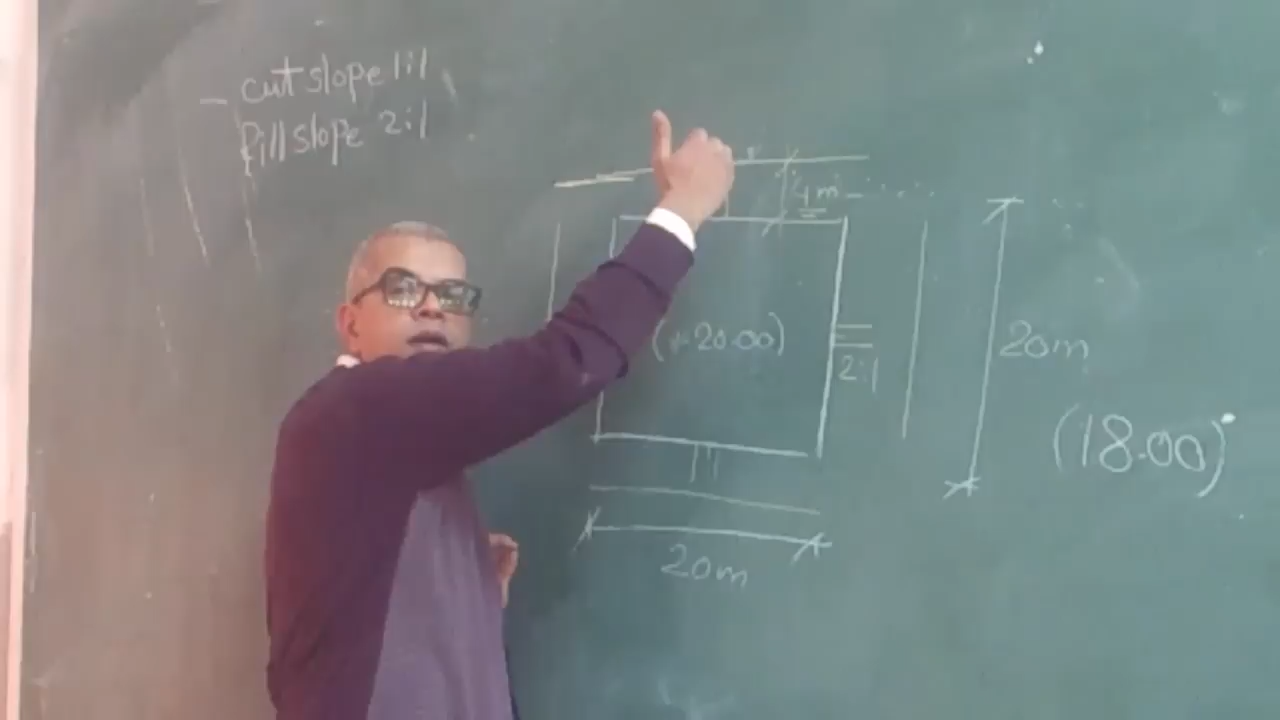 - cut slope 1:1
fill slope 2:1
4m
(+20.00)
2:1
20m
(18.00)
20m